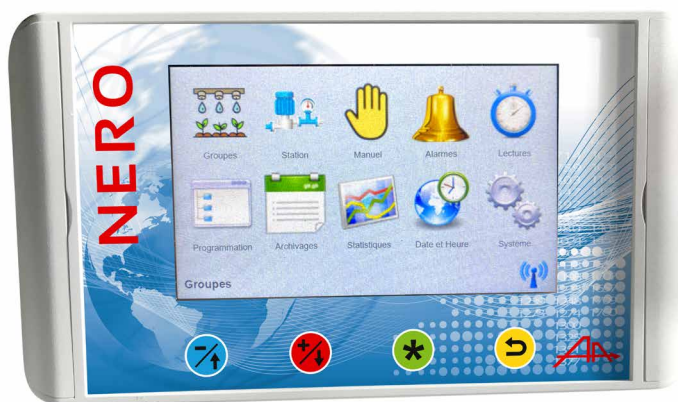 NERO
Groupes
Station
Manuel
Alarmes
Lectures
Programmation
Archivages
Statistiques
Date et Heure
Système
Groupes
-/
+/
*